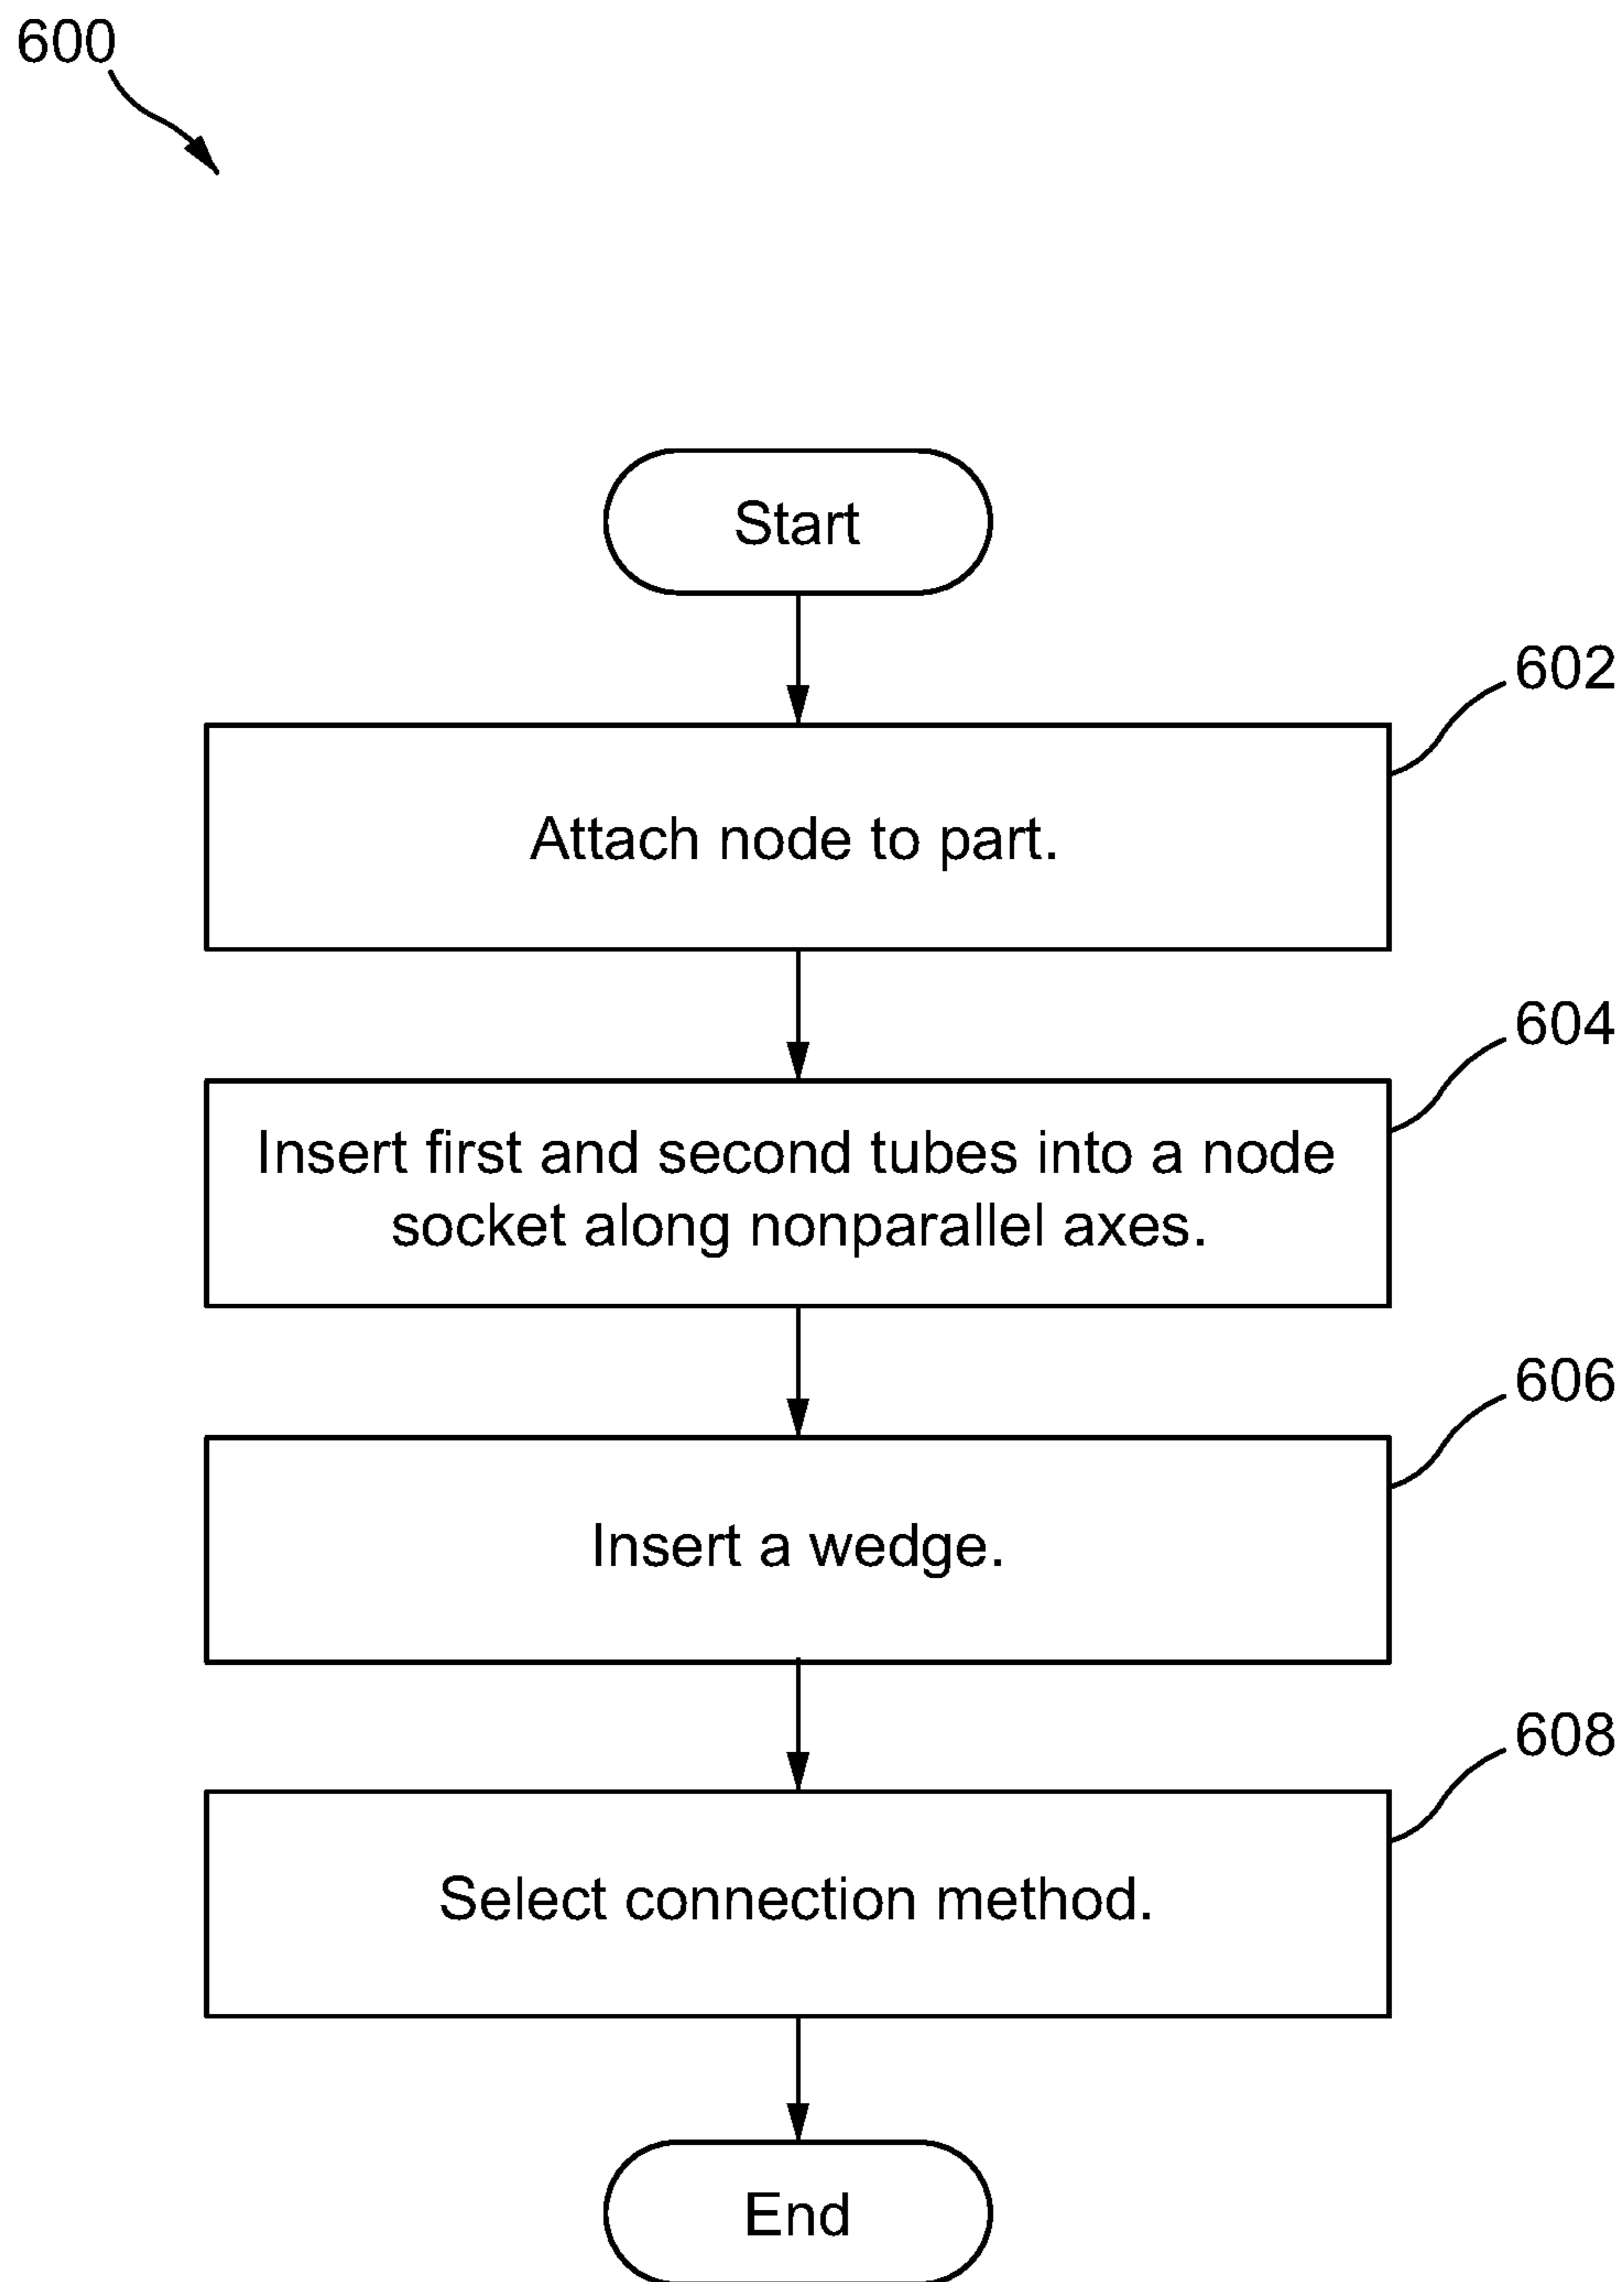 600
Start
602
Attach node to part.
604
Insert first and second tubes into a node
socket along nonparallel axes.
606
Insert a wedge.
608
Select connection method.
End